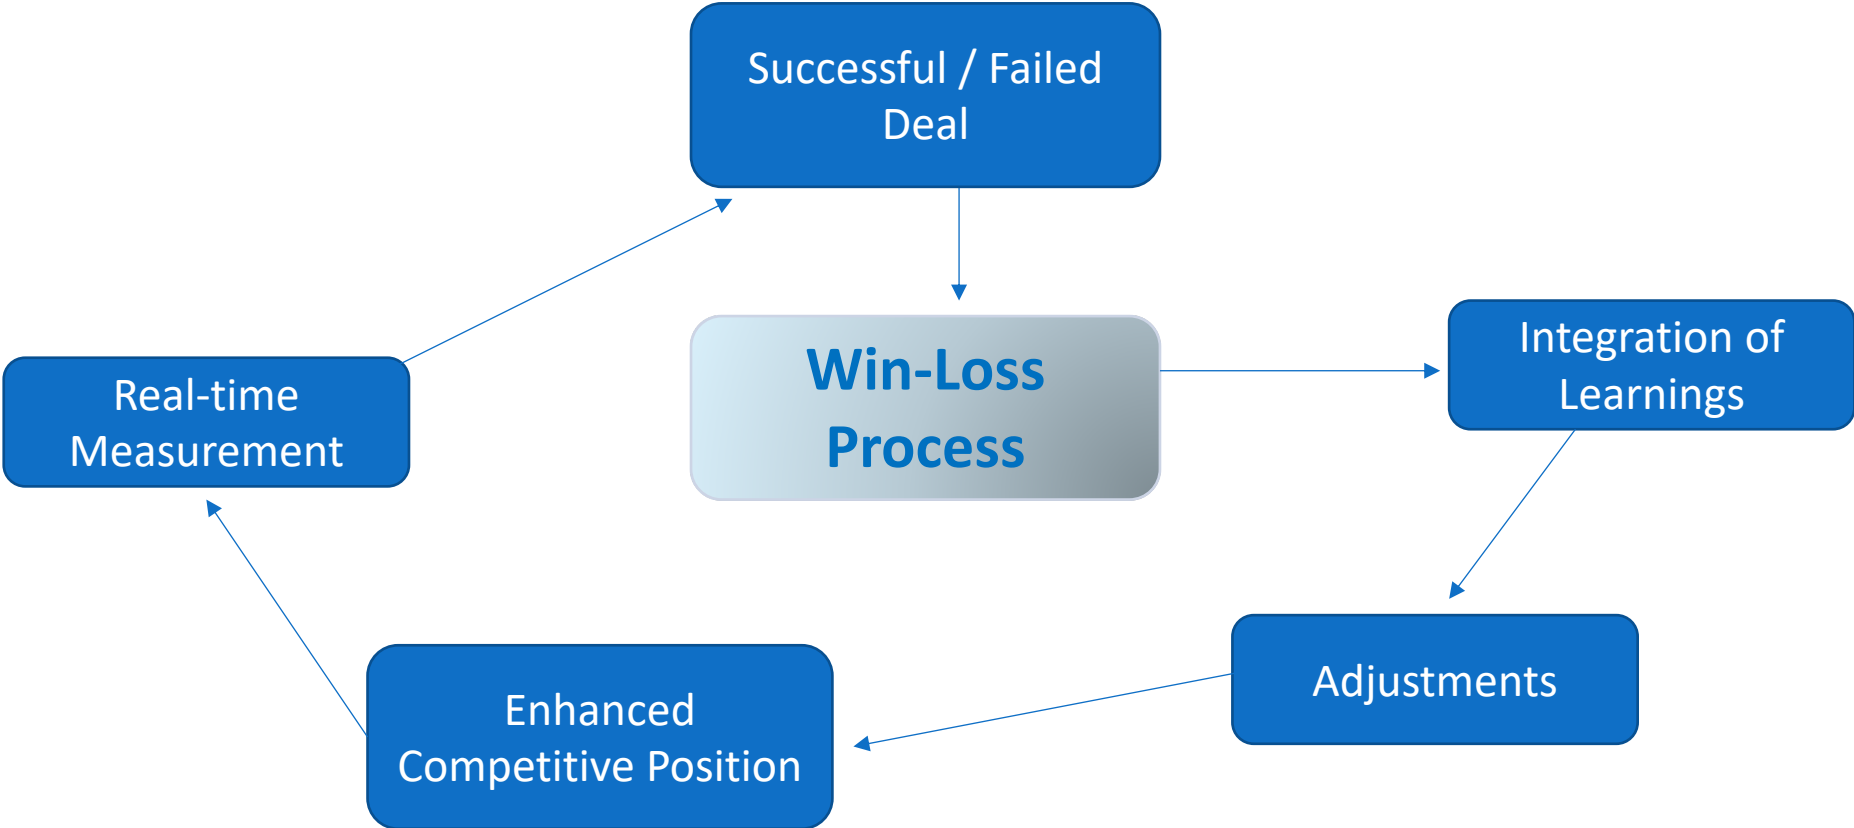 Successful / Failed
Deal
Win-Loss
Process
Integration of
Learnings
Adjustments
Enhanced
Competitive Position
Real-time
Measurement